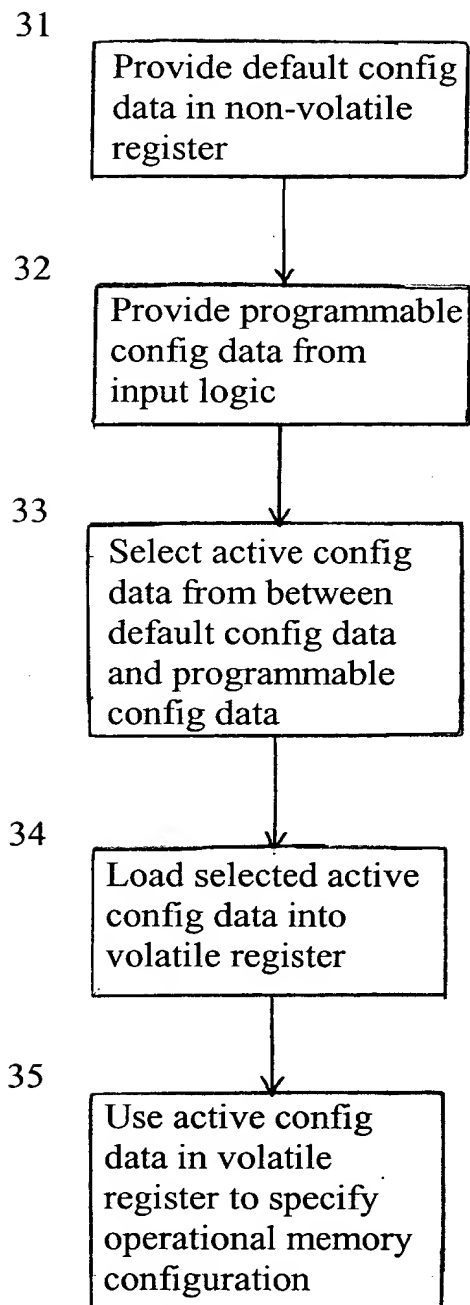 31
Provide default config
data in non-volatile
register
32
Provide programmable
config data from
input logic
33
Select active config
data from between
default config data
and programmable
config data
34
Load selected active
config data into
volatile register
35
Use active config
data in volatile
register to specify
operational memory
configuration